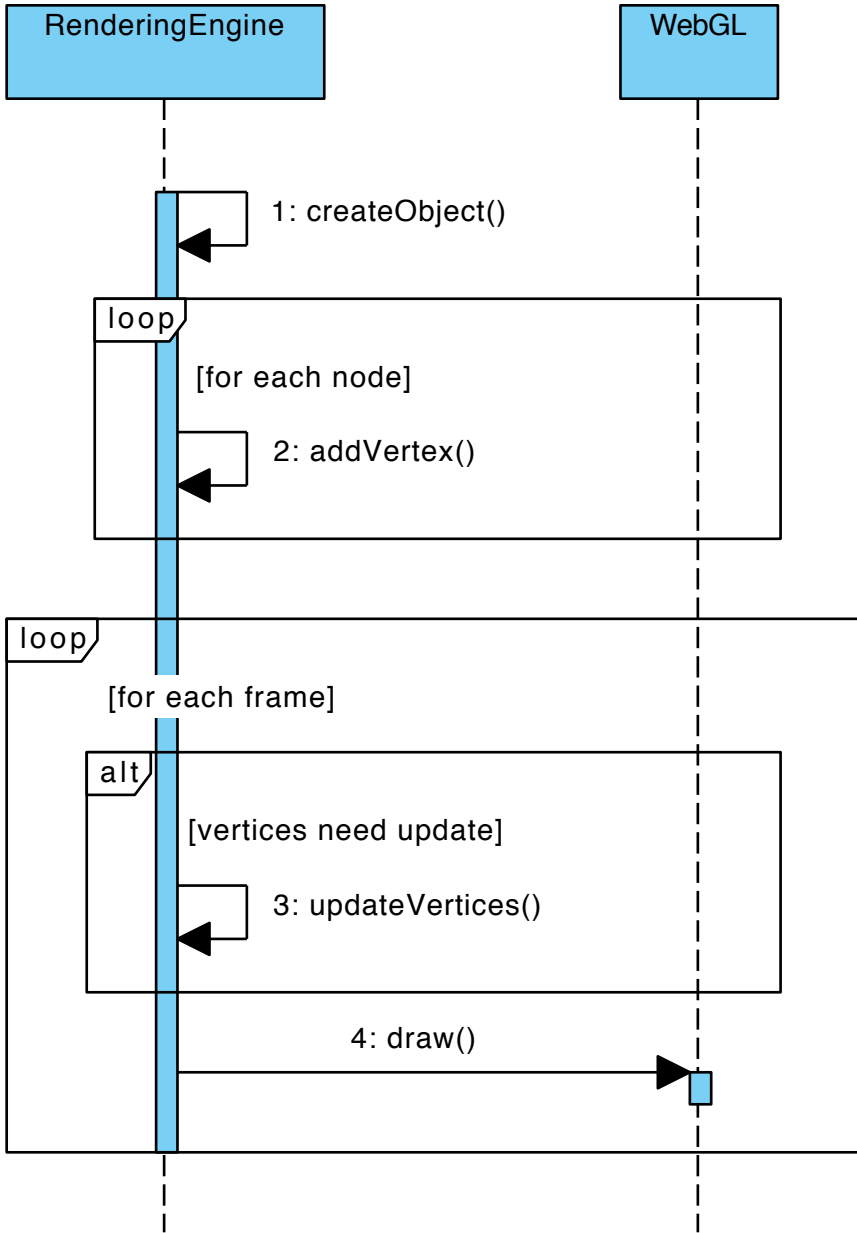 RenderingEngine
WebGL
1: createObject()
loop
[for each node]
2: addVertex()
loop
[for each frame]
alt
[vertices need update]
3: updateVertices()
4: draw()